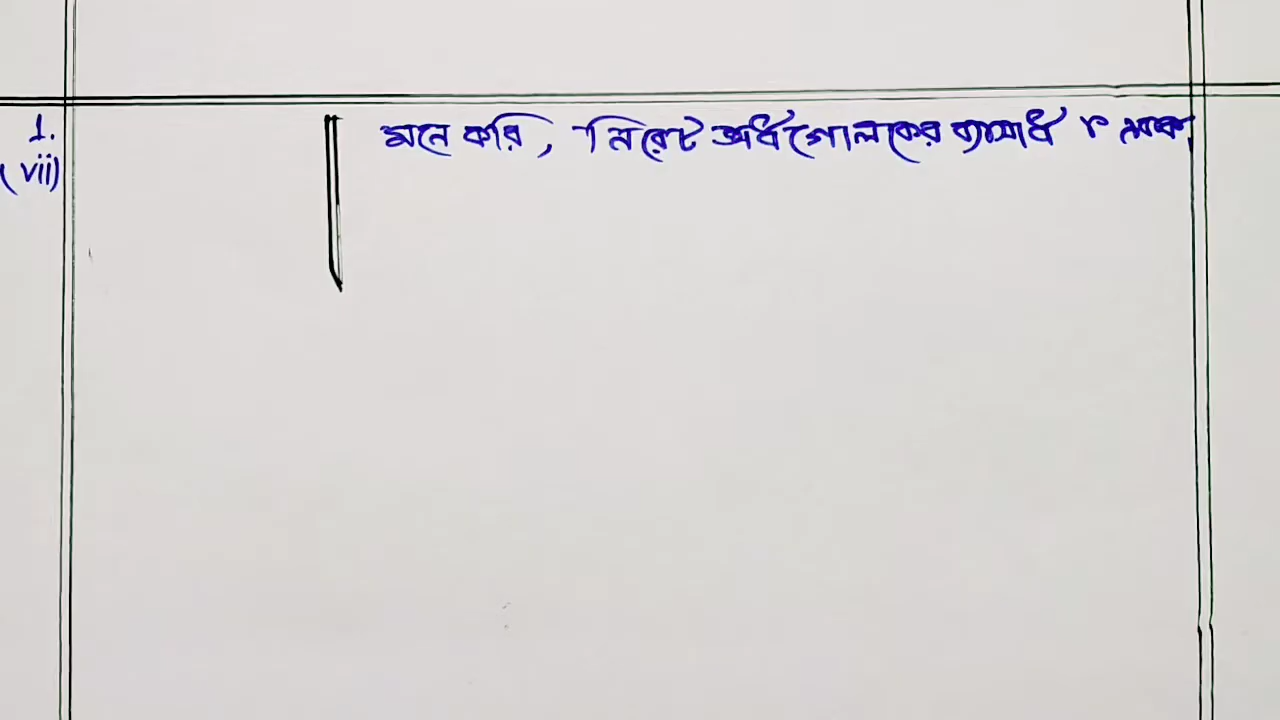 1.
(vii)
মনে করি, নিরেট অর্ধগোলকের ব্যাসার্ধ r একক